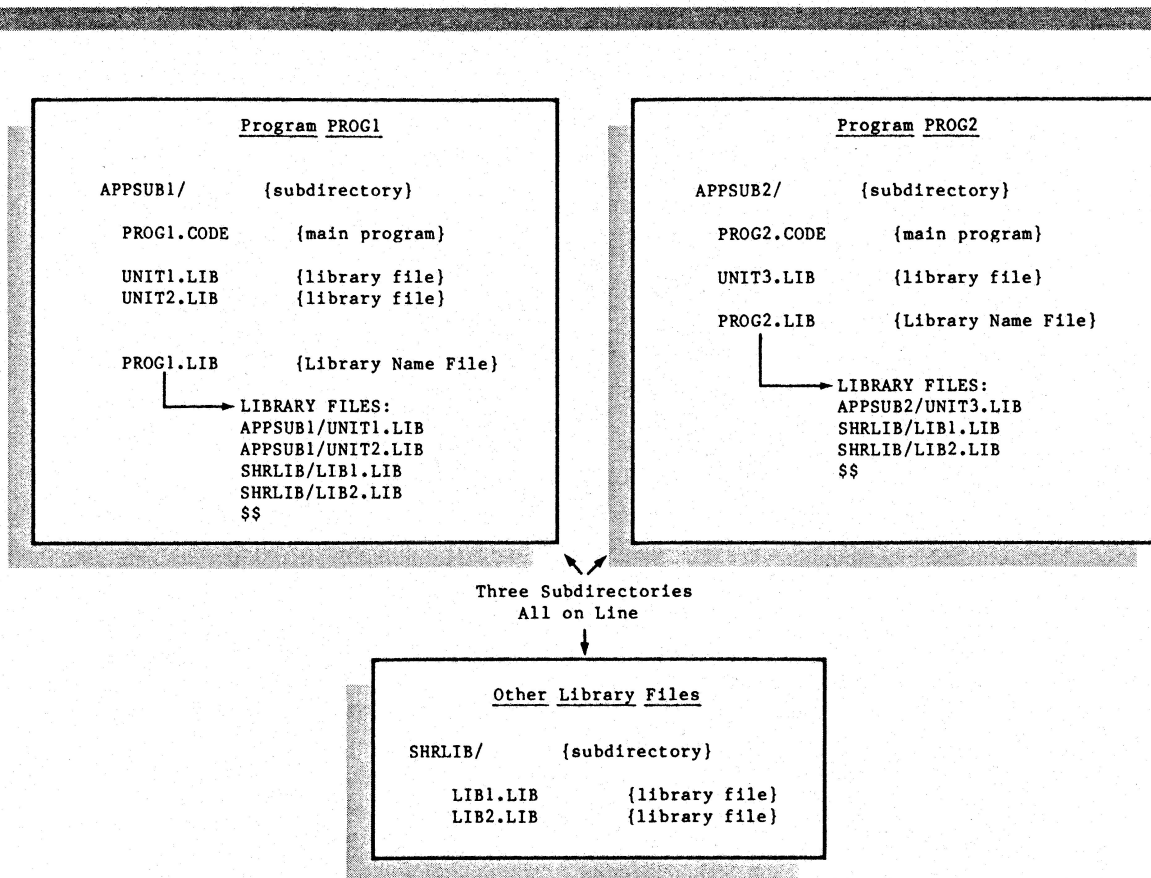 Program PROG1
APPSUB1/ {subdirectory}
PROG1.CODE {main program}
UNIT1.LIB {library file}
UNIT2.LIB {library file}
PROG1.LIB {Library Name File}
LIBRARY FILES:
APPSUB1/UNIT1.LIB
APPSUB1/UNIT2.LIB
SHRLIB/LIB1.LIB
SHRLIB/LIB2.LIB
$$
Program PROG2
APPSUB2/ {subdirectory}
PROG2.CODE {main program}
UNIT3.LIB {library file}
PROG2.LIB {Library Name File}
LIBRARY FILES:
APPSUB2/UNIT3.LIB
SHRLIB/LIB1.LIB
SHRLIB/LIB2.LIB
$$
Three Subdirectories
All on Line
Other Library Files
SHRLIB/ {subdirectory}
LIB1.LIB {library file}
LIB2.LIB {library file}